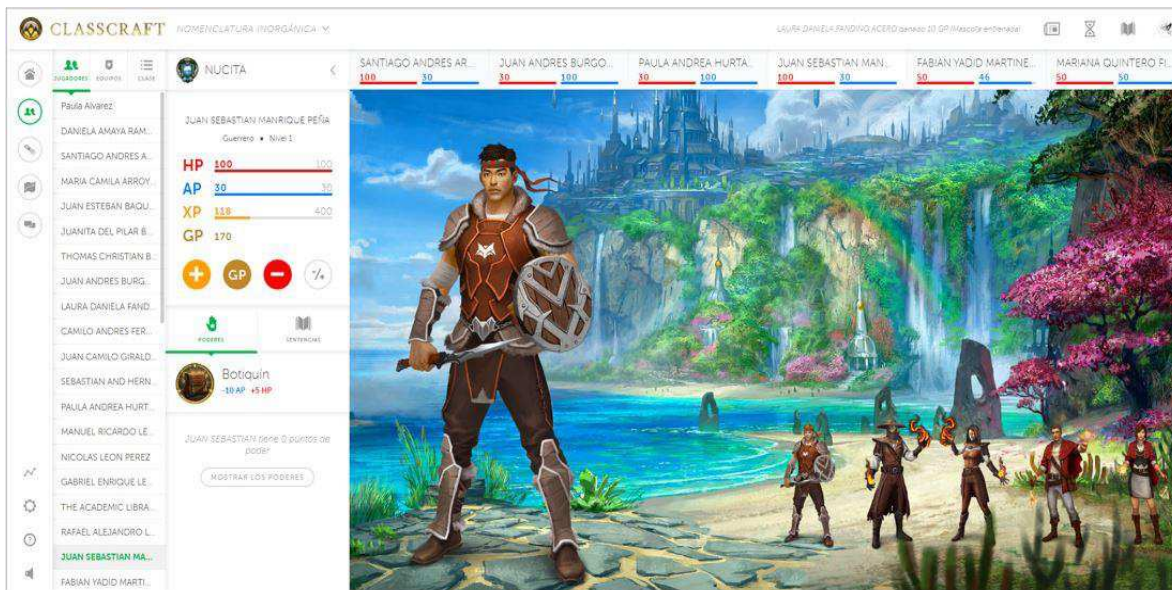 CLASSCRAFT
NOMENCLATURA INORGÁNICA
LAURA DANIELA FANDIÑO ACERO ganado 10 GP (Mascota entrenada)
JUGADORES
EQUIPOS
CLASE
Paula Alvarez
DANIELA AMAYA RAM...
SANTIAGO ANDRES A...
MARIA CAMILA ARROY...
JUAN ESTEBAN BAQU...
JUANITA DEL PILAR B...
THOMAS CHRISTIAN B...
JUAN ANDRES BURG...
LAURA DANIELA FAND...
CAMILO ANDRES FER...
JUAN CAMILO GIRALD...
SEBASTIAN AND HERN...
PAULA ANDREA HURT...
MANUEL RICARDO LE...
NICOLAS LEON PEREZ
GABRIEL ENRIQUE LE...
THE ACADEMIC LIBRA...
RAFAEL ALEJANDRO L...
JUAN SEBASTIAN MA...
FABIAN YADID MARTI...
NUCITA
JUAN SEBASTIAN MANRIQUE PEÑA
Guerrero • Nivel 1
HP 100 100
AP 30 30
XP 118 400
GP 170
GP
PODERES
SENTENCIAS
Botiquín
-10 AP +5 HP
JUAN SEBASTIAN tiene 0 puntos de
poder
MOSTRAR LOS PODERES
SANTIAGO ANDRES AR...
100 30
JUAN ANDRES BURGO...
30 100
PAULA ANDREA HURTA...
30 100
JUAN SEBASTIAN MAN...
100 30
FABIAN YADID MARTINE...
50 46
MARIANA QUINTERO FI...
50 50